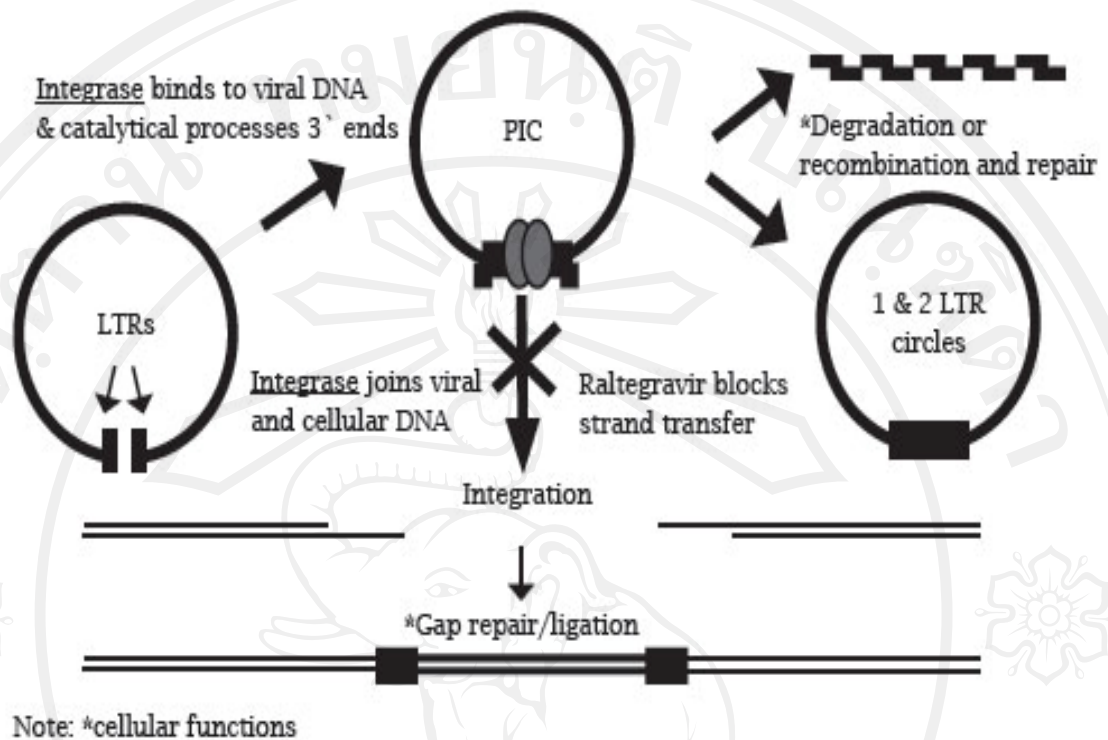 Integrase binds to viral DNA
& catalytical processes 3` ends
PIC
*Degradation or
recombination and repair
LTRs
1 & 2 LTR
circles
Integrase joins viral
and cellular DNA
Raltegravir blocks
strand transfer
Integration
*Gap repair/ligation
Note: *cellular functions